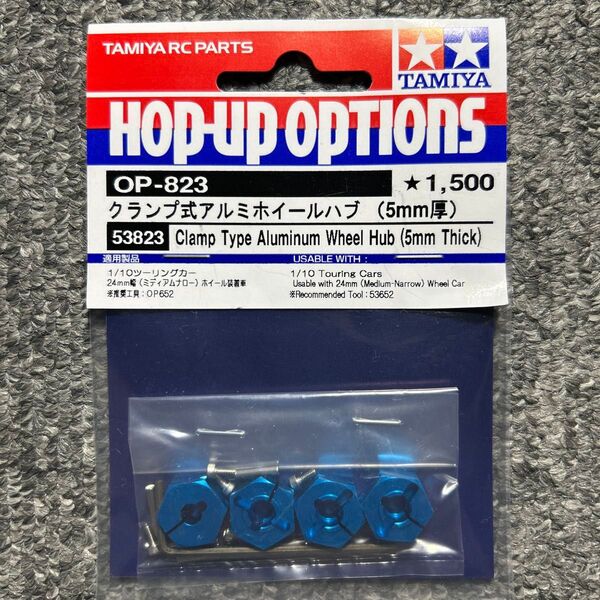 TAMIYA RC PARTS
TAMIYA
HOP-UP OPTIONS
OP-823
★1,500
クランプ式アルミホイールハブ (5mm厚)
53823 Clamp Type Aluminum Wheel Hub (5mm Thick)
適用製品
1/10ツーリングカー
24mm幅(ミディアムナロー)ホイール装着車
※推奨工具:OP652
USABLE WITH :
1/10 Touring Cars
Usable with 24mm (Medium-Narrow) Wheel Car
※Recommended Tool : 53652